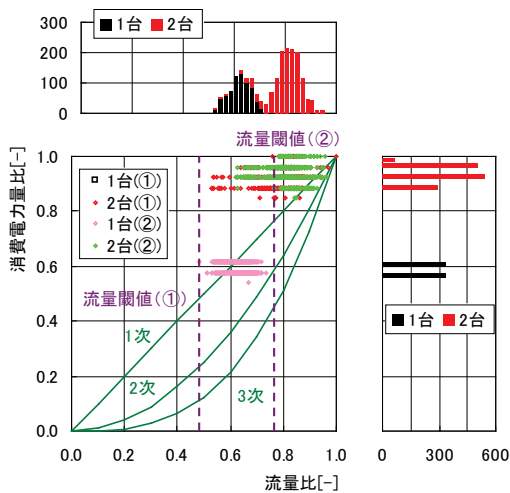 300
200
100
0
1台 2台
流量閾値(②)
消費電力量比[-]
1.0
0.8
0.6
0.4
0.2
0.0
1台(①)
2台(①)
1台(②)
2台(②)
流量閾値(①)
1次
2次
3次
0.0 0.2 0.4 0.6 0.8 1.0
流量比[-]
1台 2台
0 300 600